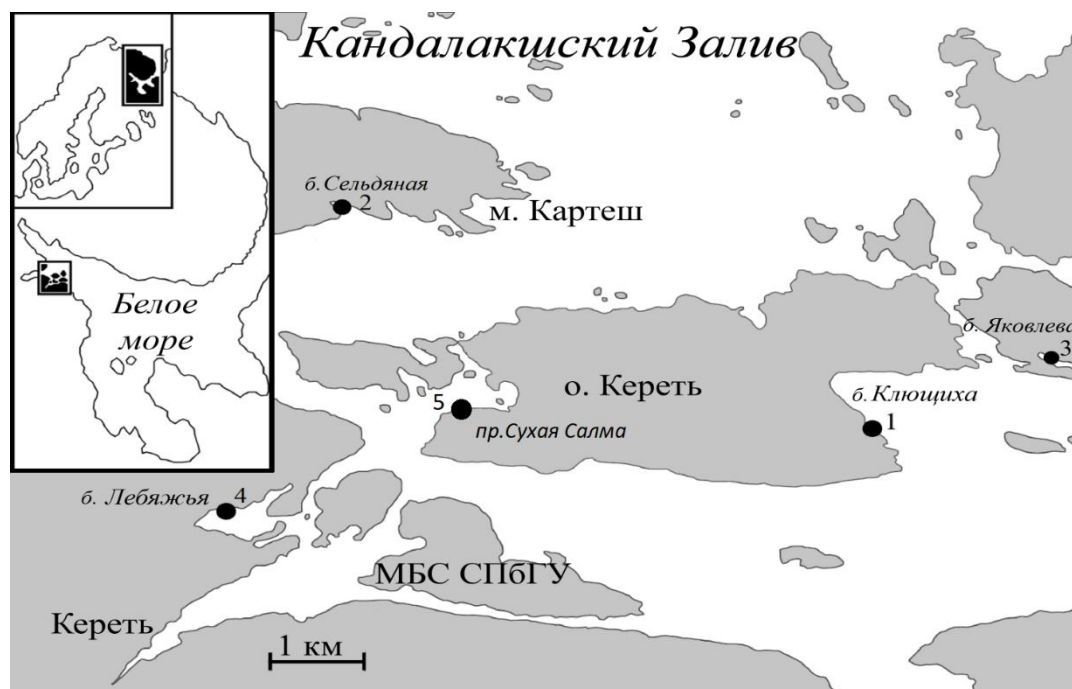 Кандалакшский Залив
б.Сельдяная
2
м. Картеш
Белое
море
б. Яковлева
3
о. Кереть
б. Клющиха
1
5
пр.Сухая Салма
б. Лебяжья 4
МБС СПбГУ
Кереть
1 км